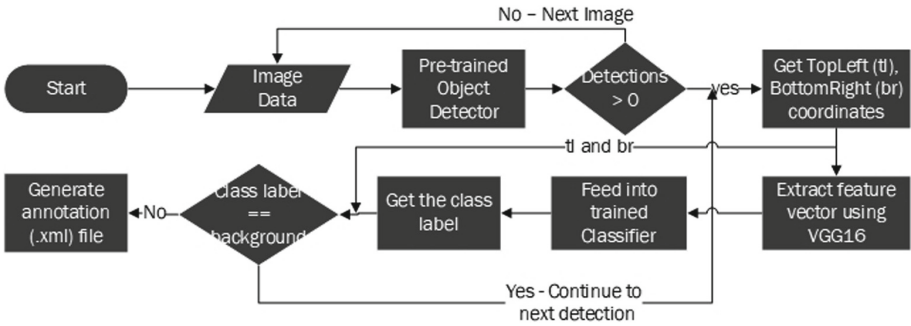 No – Next Image
Start
Image
Data
Pre-trained
Object
Detector
Detections
> 0
yes
Get TopLeft (tl),
BottomRight (br)
coordinates
tl and br
Generate
annotation
(.xml) file
No
Class label
==
background
Get the class
label
Feed into
trained
Classifier
Extract feature
vector using
VGG16
Yes - Continue to
next detection